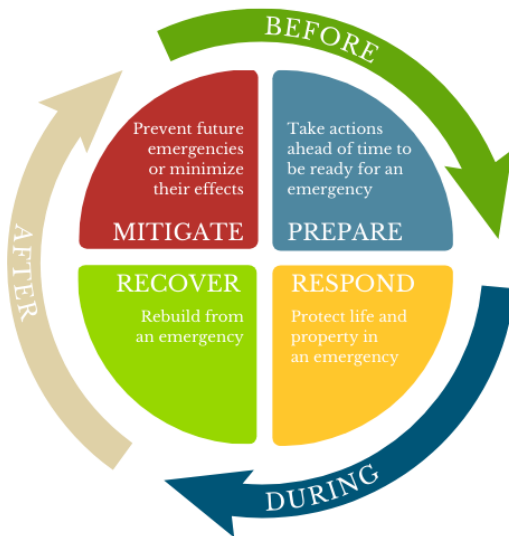 BEFORE
Prevent future
emergencies
or minimize
their effects
MITIGATE
Take actions
ahead of time to
be ready for an
emergency
PREPARE
AFTER
RECOVER
Rebuild from
an emergency
RESPOND
Protect life and
property in
an emergency
DURING